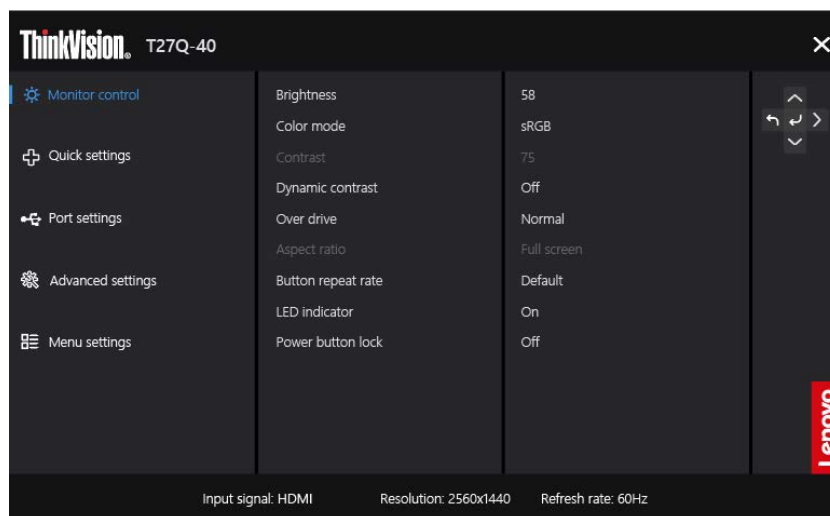 ThinkVision. T27Q-40
Monitor control
Quick settings
Port settings
Advanced settings
Menu settings
Brightness 58
Color mode sRGB
Contrast 75
Dynamic contrast Off
Over drive Normal
Aspect ratio Full screen
Button repeat rate Default
LED indicator On
Power button lock Off
Lenovo
Input signal: HDMI Resolution: 2560x1440 Refresh rate: 60Hz